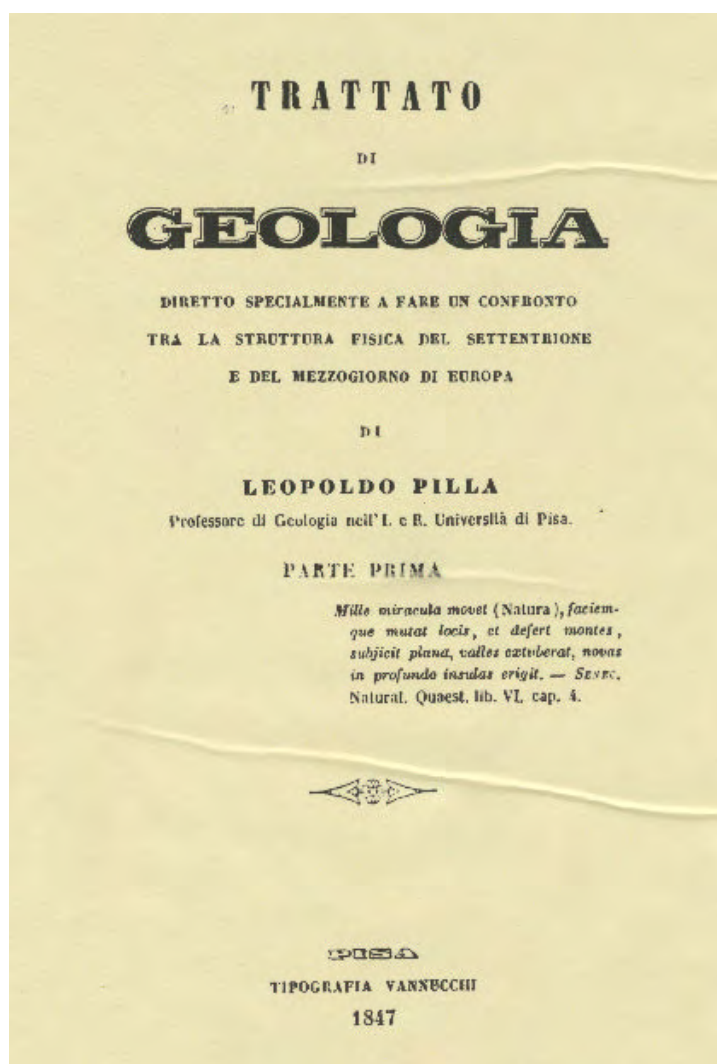 TRATTATO
DI
GEOLOGIA
DIRETTO SPECIALMENTE A FARE UN CONFRONTO
TRA LA STRUTTURA FISICA DEL SETTENTRIONE
E DEL MEZZOGIORNO DI EUROPA
DI
LEOPOLDO PILLA
Professore di Geologia nell' I. e R. Università di Pisa.
PARTE PRIMA
Mille miracula movet (Natura), faciem-
que mutat locis, et defert montes,
subjicit plana, valles extuberat, novas
in profundo insulas erigit. — SENEC.
Natural. Quaest. lib. VI. cap. 4.
PISA
TIPOGRAFIA VANNUCCHI
1847